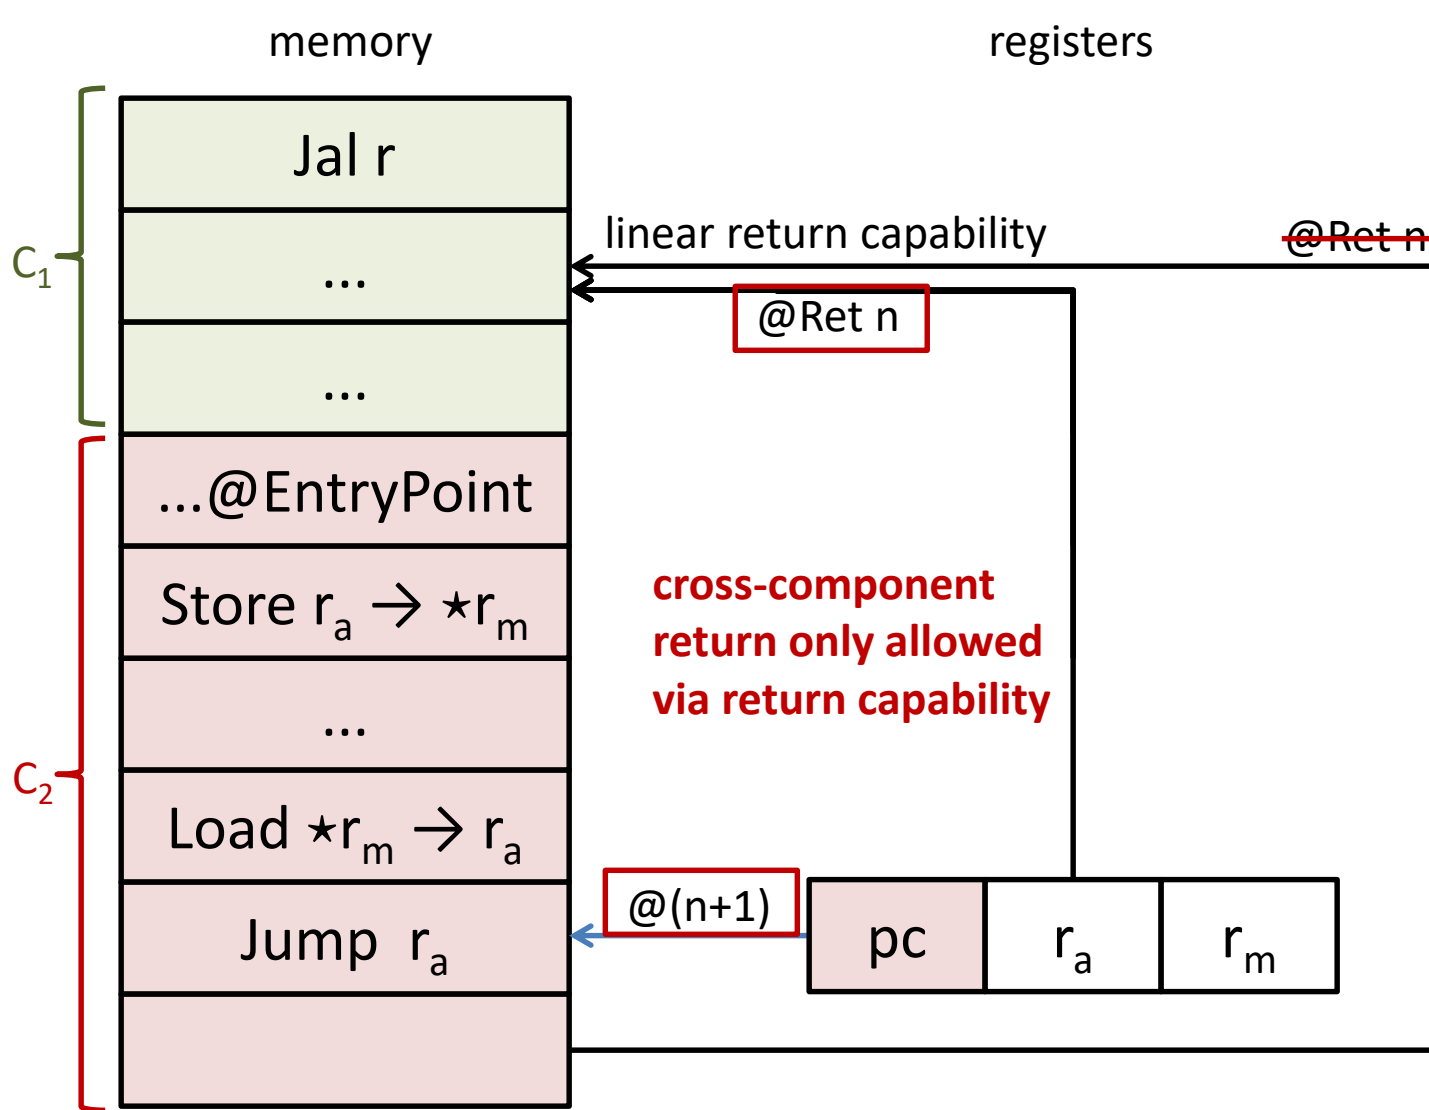 memory
registers
Jal r
linear return capability
@Ret n
C₁
...
@Ret n
...
...@EntryPoint
Store rₐ → ⋆rₘ
cross-component
return only allowed
via return capability
...
C₂
Load ⋆rₘ → rₐ
@(n+1)
Jump rₐ
pc
rₐ
rₘ